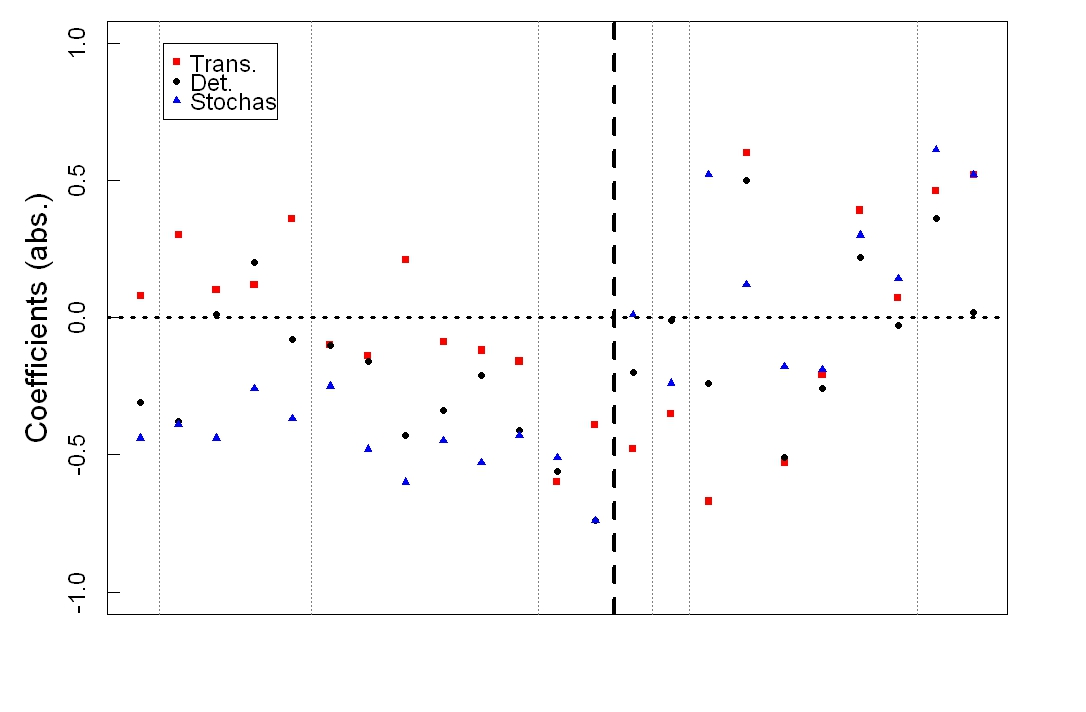 Coefficients (abs.)
1.0
0.5
0.0
-0.5
-1.0
Trans.
Det.
Stochas